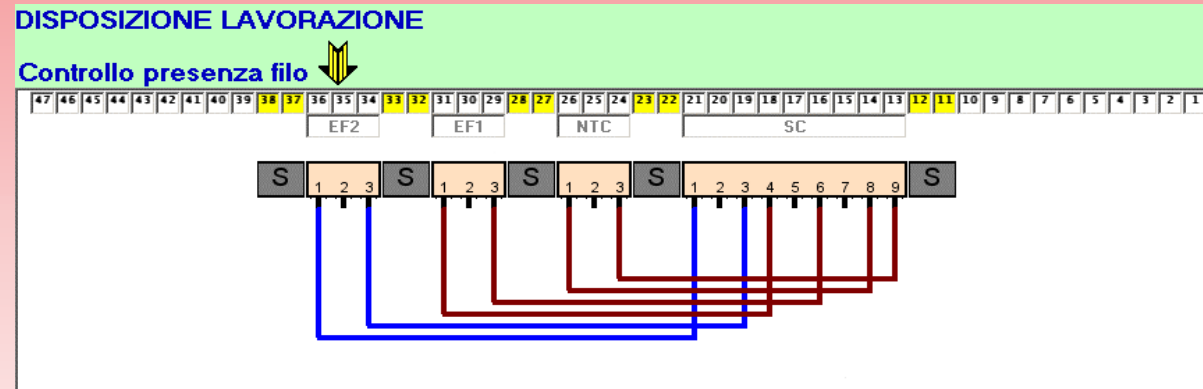 DISPOSIZIONE LAVORAZIONE
Controllo presenza filo
47 46 45 44 43 42 41 40 39 38 37 36 35 34 33 32 31 30 29 28 27 26 25 24 23 22 21 20 19 18 17 16 15 14 13 12 11 10 9 8 7 6 5 4 3 2 1
EF2 EF1 NTC SC
S 1 2 3 S 1 2 3 S 1 2 3 S 1 2 3 4 5 6 7 8 9 S